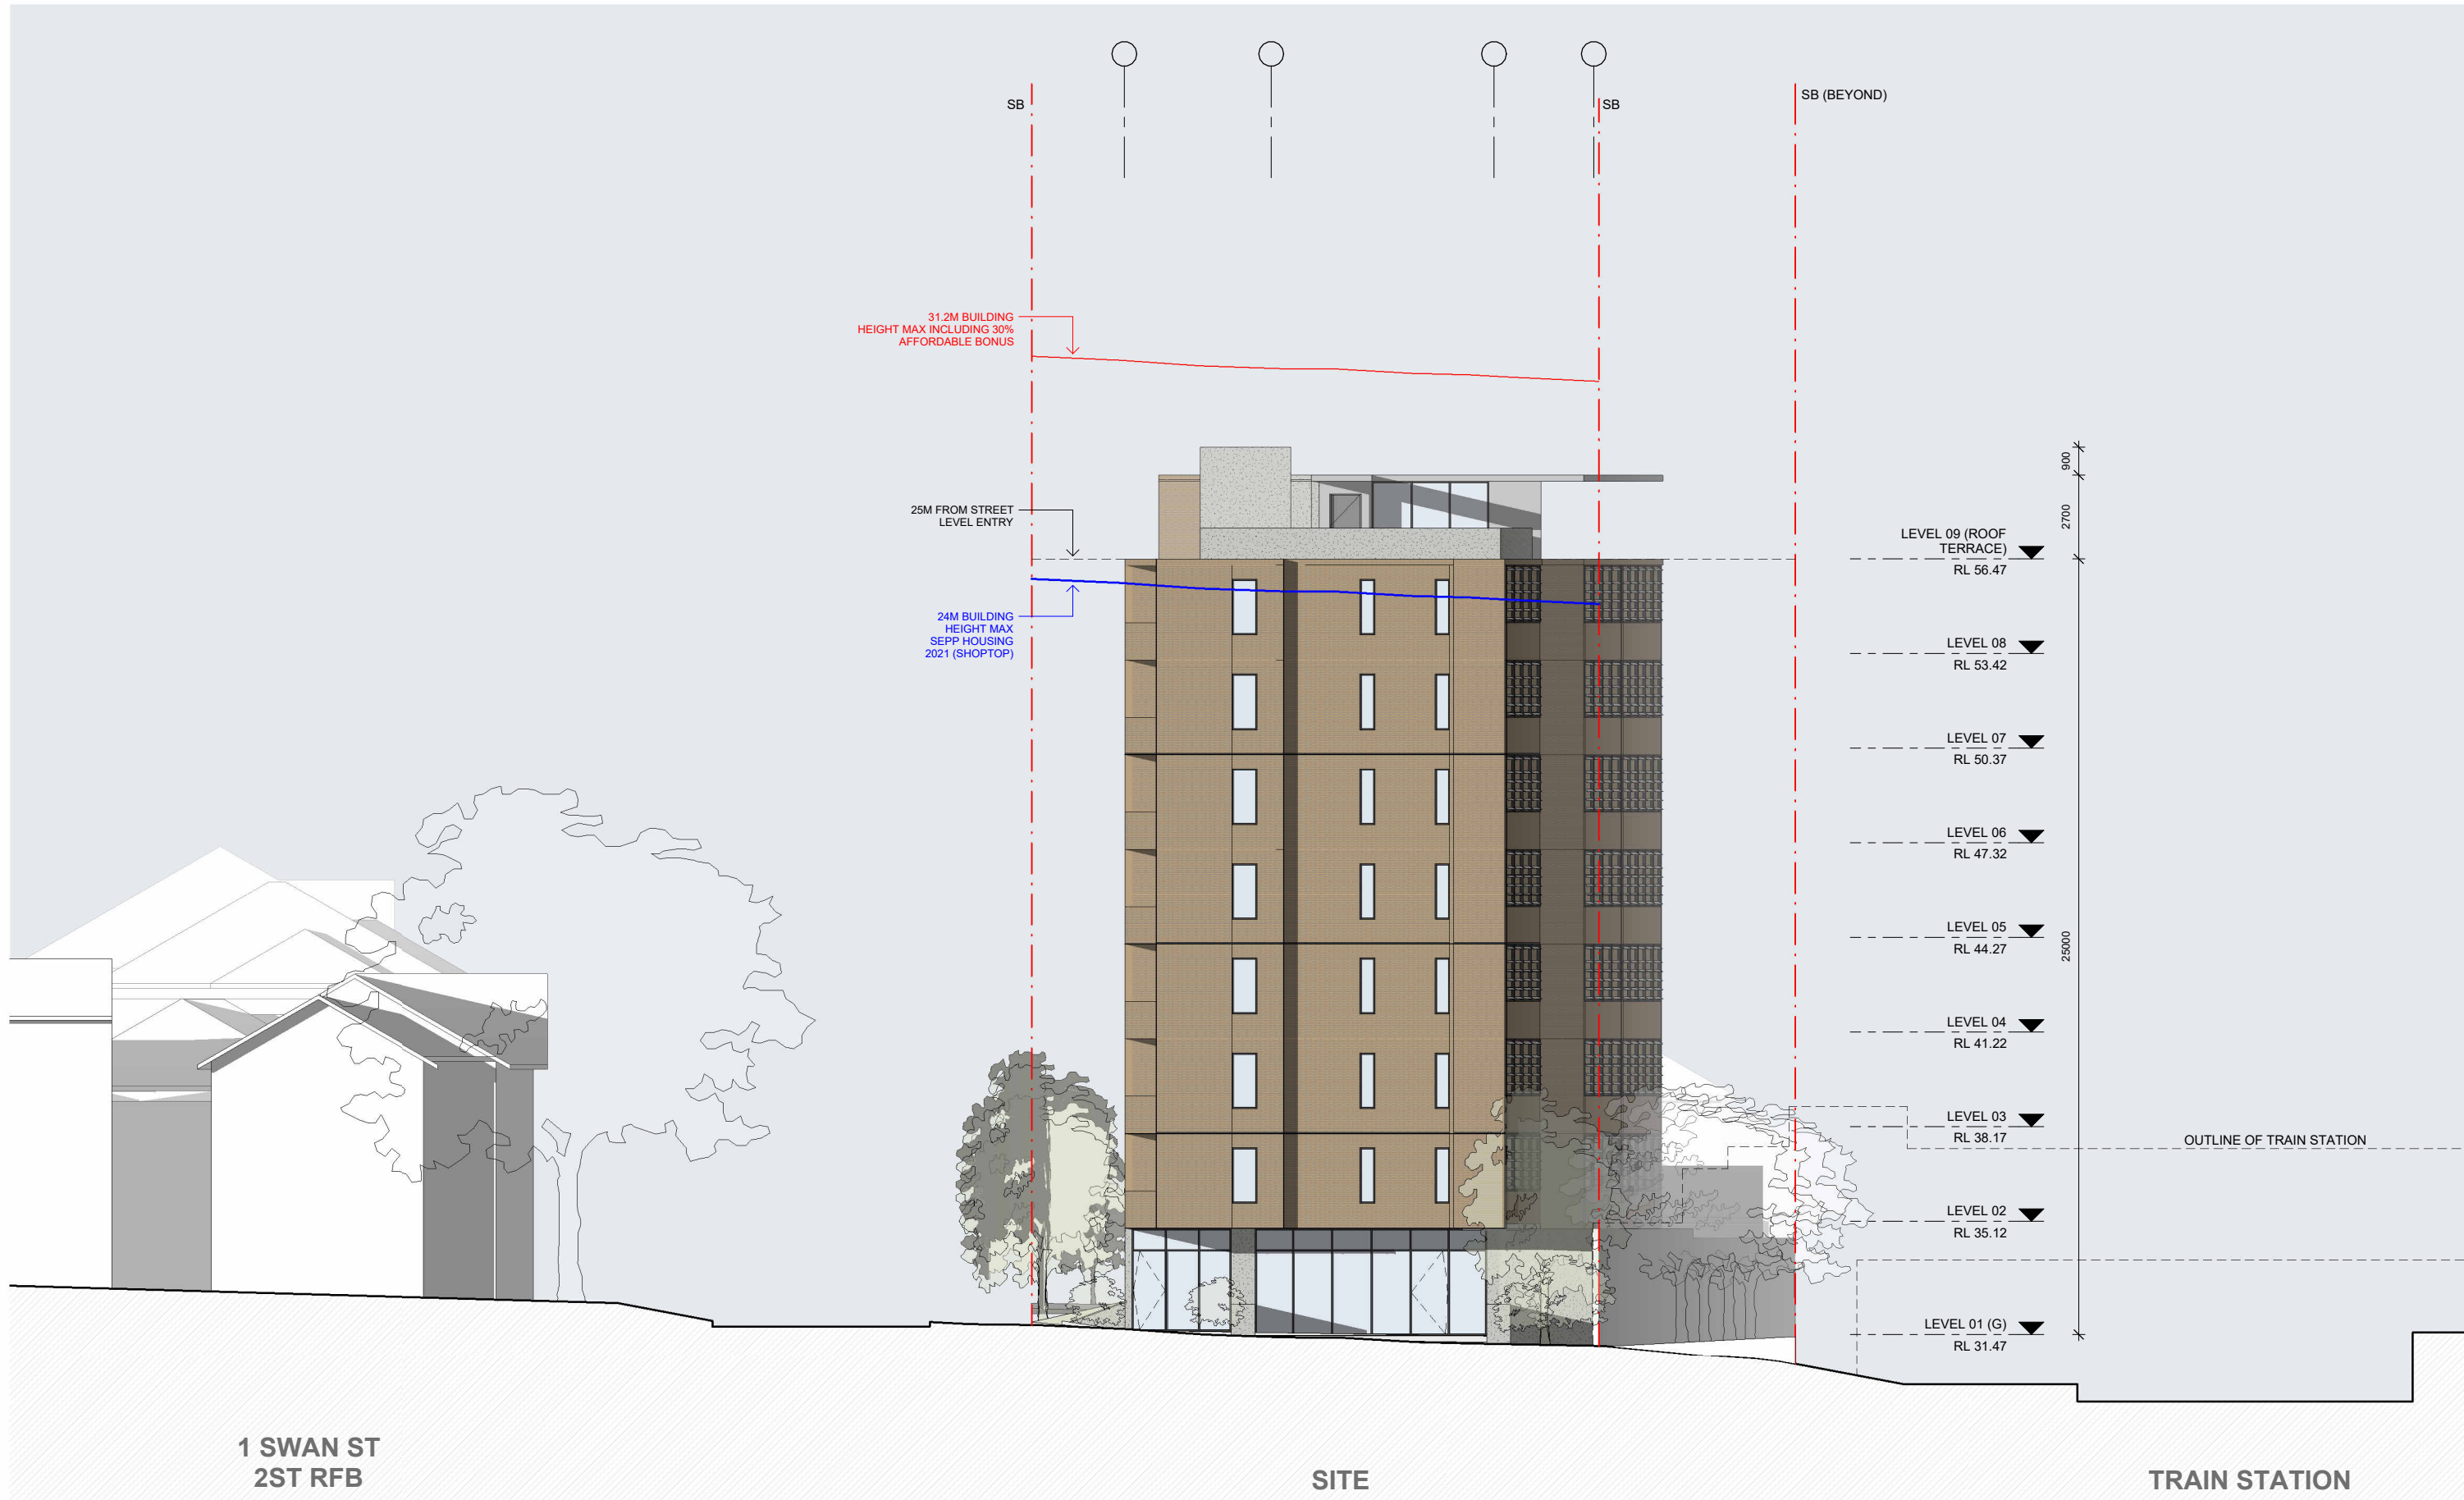 SB
SB
SB (BEYOND)
31.2M BUILDING
HEIGHT MAX INCLUDING 30%
AFFORDABLE BONUS
25M FROM STREET
LEVEL ENTRY
24M BUILDING
HEIGHT MAX
SEPP HOUSING
2021 (SHOPTOP)
900
2700
25000
LEVEL 09 (ROOF
TERRACE)
RL 56.47
LEVEL 08
RL 53.42
LEVEL 07
RL 50.37
LEVEL 06
RL 47.32
LEVEL 05
RL 44.27
LEVEL 04
RL 41.22
LEVEL 03
RL 38.17
OUTLINE OF TRAIN STATION
LEVEL 02
RL 35.12
LEVEL 01 (G)
RL 31.47
1 SWAN ST
2ST RFB
SITE
TRAIN STATION